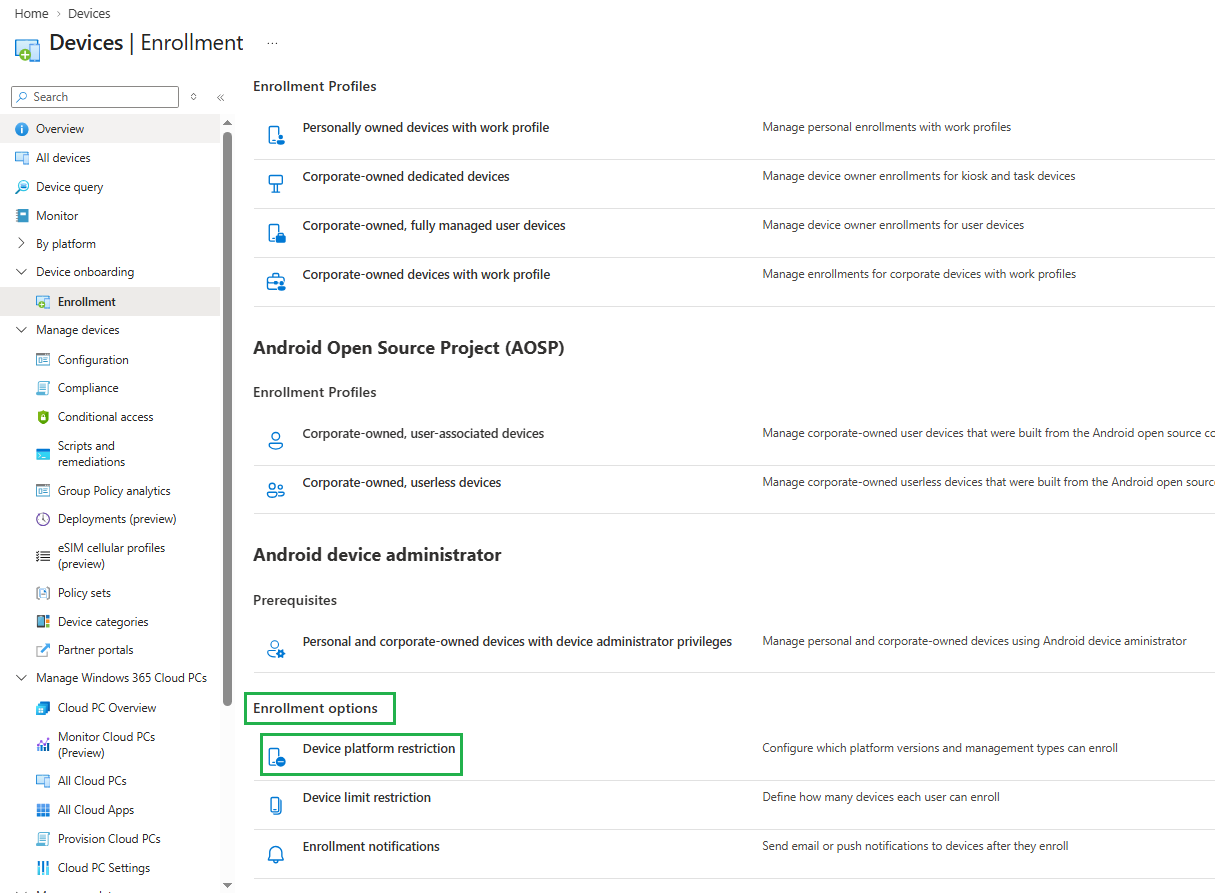 Home > Devices
Devices | Enrollment ...
Search
Overview
All devices
Device query
Monitor
By platform
Device onboarding
Enrollment
Manage devices
Configuration
Compliance
Conditional access
Scripts and
remediations
Group Policy analytics
Deployments (preview)
eSIM cellular profiles
(preview)
Policy sets
Device categories
Partner portals
Manage Windows 365 Cloud PCs
Cloud PC Overview
Monitor Cloud PCs
(Preview)
All Cloud PCs
All Cloud Apps
Provision Cloud PCs
Cloud PC Settings
Enrollment Profiles
Personally owned devices with work profile Manage personal enrollments with work profiles
Corporate-owned dedicated devices Manage device owner enrollments for kiosk and task devices
Corporate-owned, fully managed user devices Manage device owner enrollments for user devices
Corporate-owned devices with work profile Manage enrollments for corporate devices with work profiles
Android Open Source Project (AOSP)
Enrollment Profiles
Corporate-owned, user-associated devices Manage corporate-owned user devices that were built from the Android open source co
Corporate-owned, userless devices Manage corporate-owned userless devices that were built from the Android open source
Android device administrator
Prerequisites
Personal and corporate-owned devices with device administrator privileges Manage personal and corporate-owned devices using Android device aministrator
Enrollment options
Device platform restriction Configure which platform versions and management types can enroll
Device limit restriction Define how many devices each user can enroll
Enrollment notifications Send email or push notifications to devices after they enroll